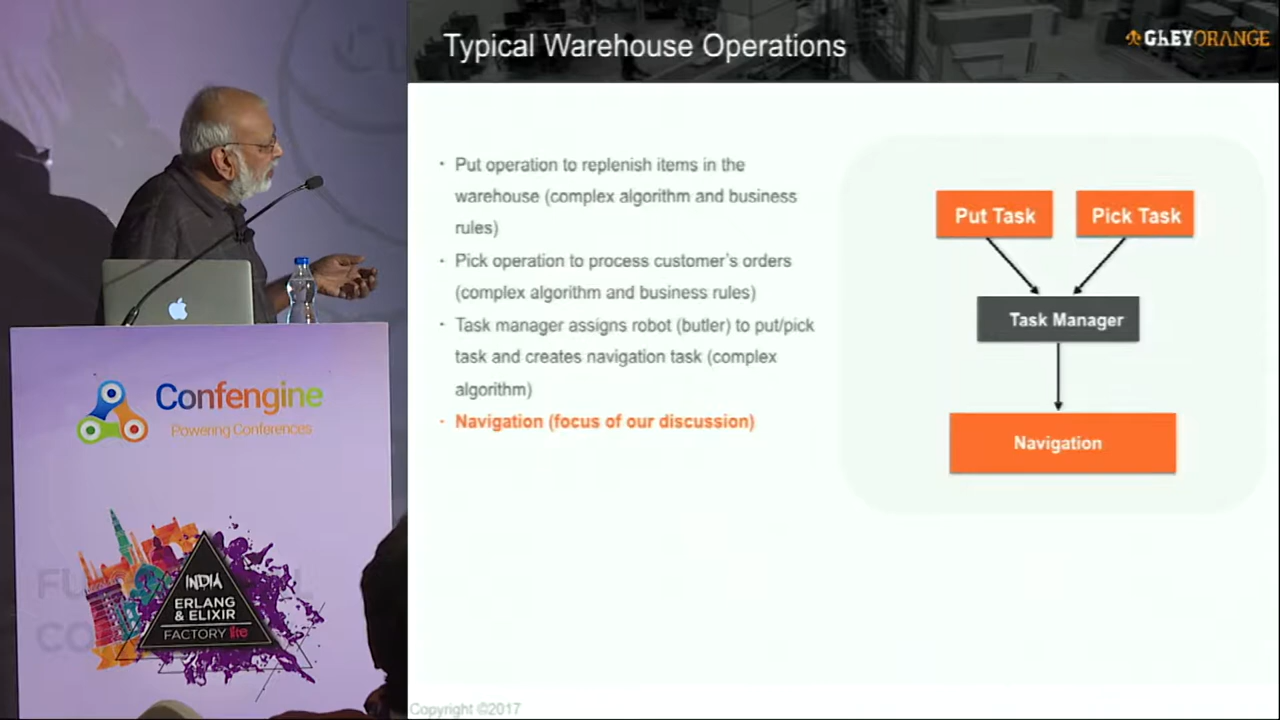 Typical Warehouse Operations
GREYORANGE
· Put operation to replenish items in the
warehouse (complex algorithm and business
rules)
· Pick operation to process customer's orders
(complex algorithm and business rules)
· Task manager assigns robot (butler) to put/pick
task and creates navigation task (complex
algorithm)
· Navigation (focus of our discussion)
Put Task
Pick Task
Task Manager
Navigation
Copyright ©2017
Confengine
Powering Conferences
INDIA
ERLANG
& ELIXIR
FACTORY lite